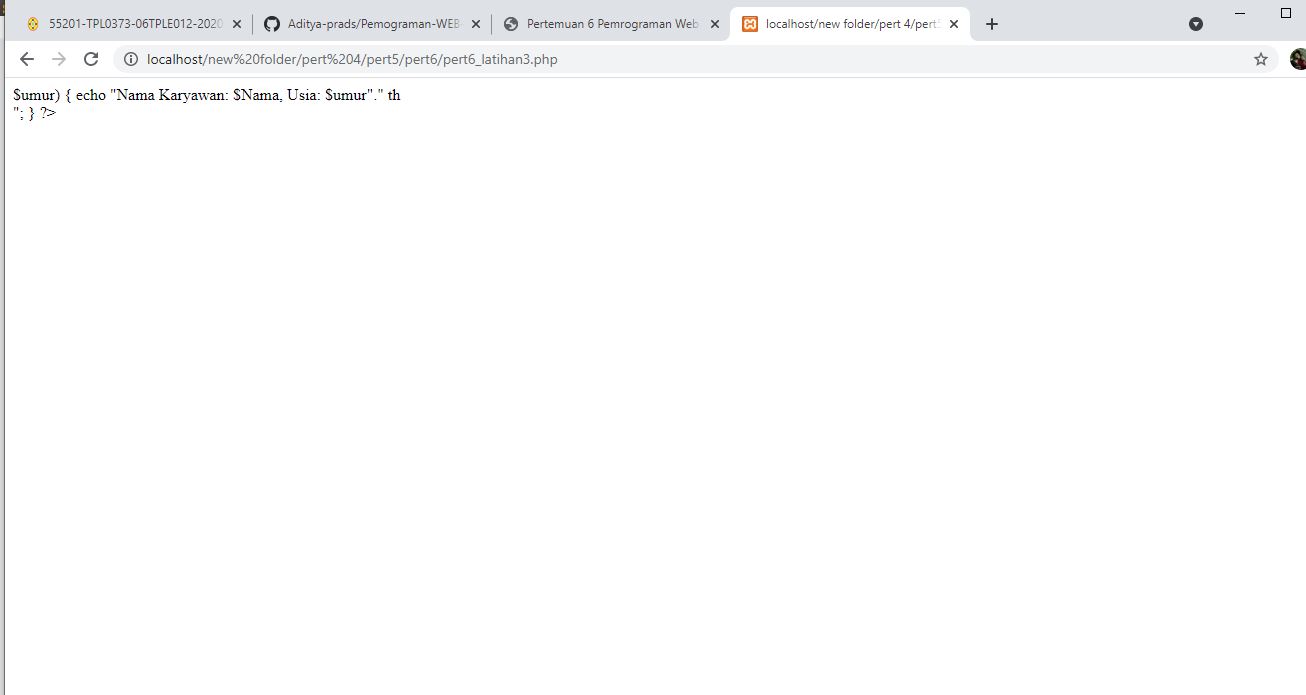 55201-TPL0373-06TPLE012-2020
Aditya-prads/Pemograman-WEB
Pertemuan 6 Pemrograman Web
localhost/new folder/pert 4/pert5
localhost/new%20folder/pert%204/pert5/pert6/pert6_latihan3.php
$umur) { echo "Nama Karyawan: $Nama, Usia: $umur"." th
"; } ?>